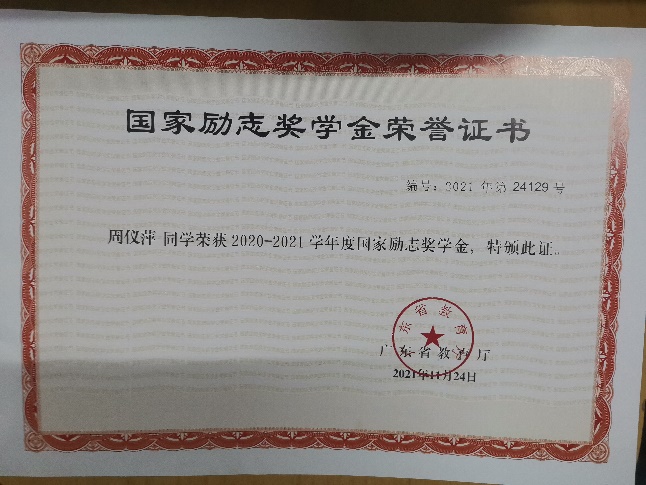 国家励志奖学金荣誉证书
编号：2021 年第 24129 号
周仪萍 同学荣获 2020-2021 学年度国家励志奖学金，特颁此证。
广东省教育厅
广东省教育厅
2021年11月24日